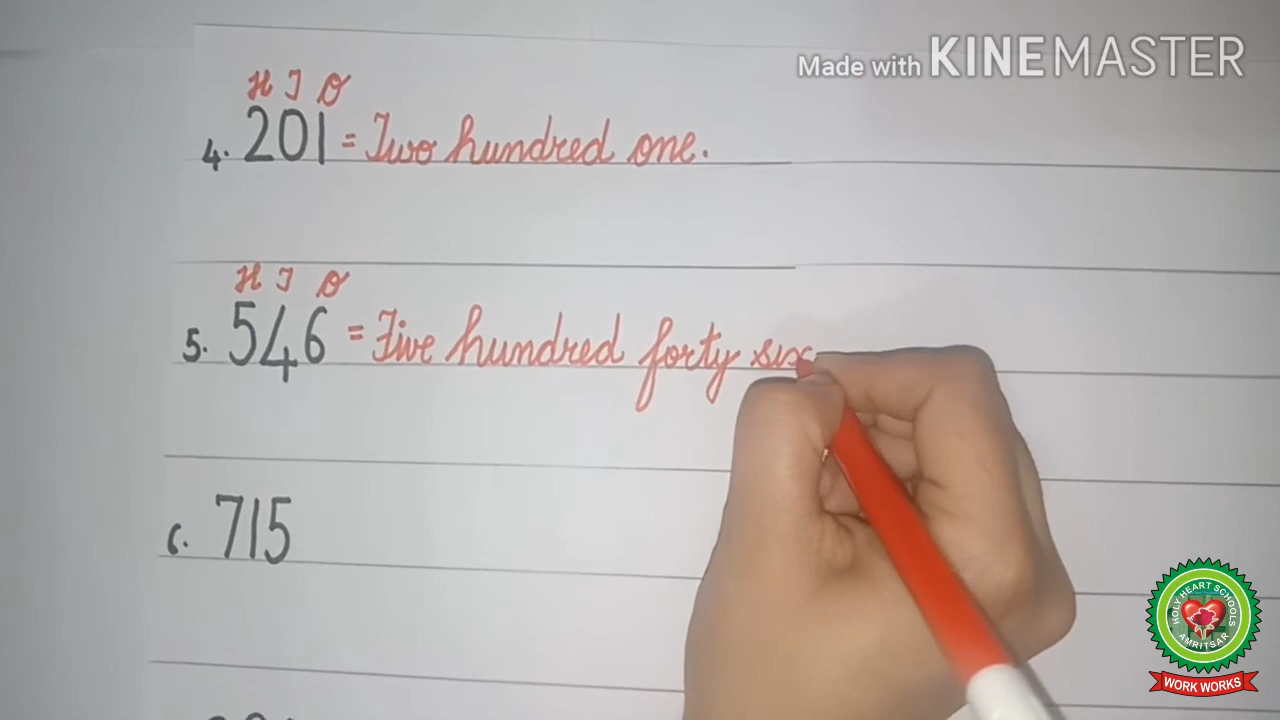 Made with KINEMASTER
H T O
4. 201 = Two hundred one.
H T O
5. 546 = Five hundred forty six
6. 715
HOLY HEART SCHOOLS
AMRITSAR
WORK WORKS